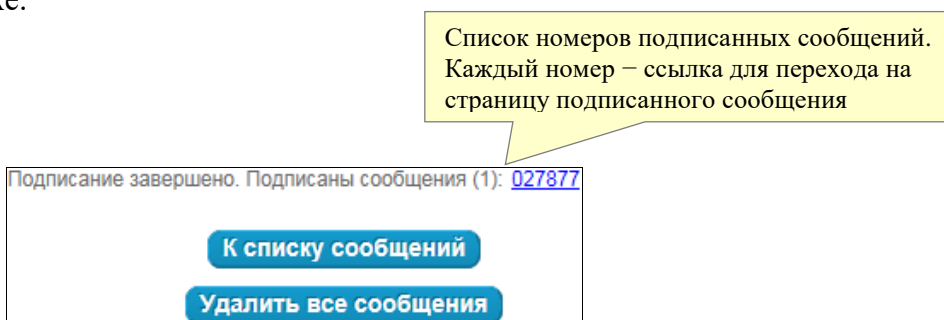 Список номеров подписанных сообщений.
Каждый номер − ссылка для перехода на
страницу подписанного сообщения
Подписание завершено. Подписаны сообщения (1): 027877
К списку сообщений
Удалить все сообщения